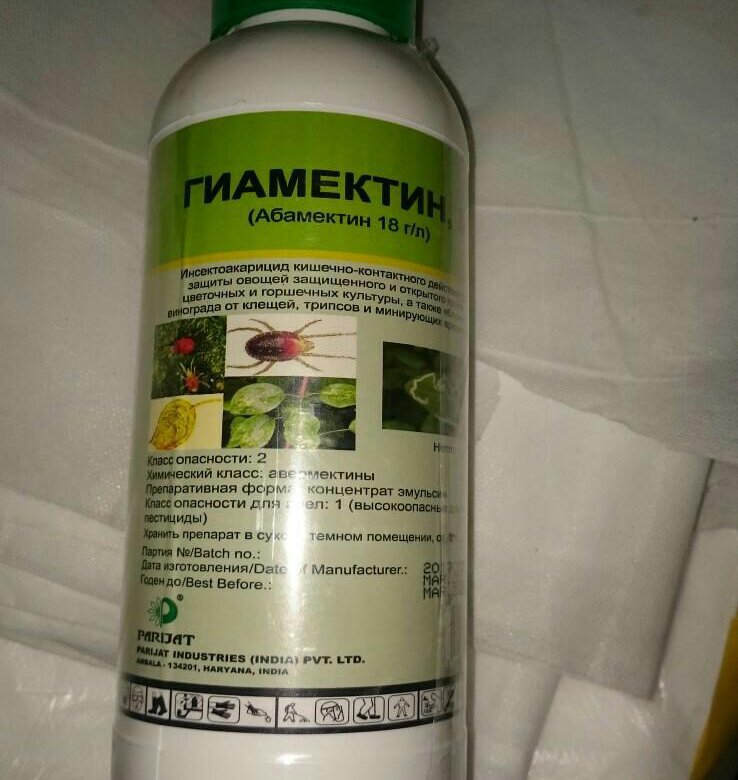 ГИАМЕКТИН,
(Абамектин 18 г/л)
Инсектоакарицид кишечно-контактного
защиты овощей защищенного и открытого
цветочных и горшечных культуры, а также
винограда от клещей, трипсов и минирующих
Класс опасности: 2
Химический класс: авермектины
Препаративная форма: концентрат эмульсии
Класс опасности для пчел: 1 (высокоопасные
пестициды)
Хранить препарат в сухом, темном помещении, от
Партия №/Batch no.:
Дата изготовления/Date of Manufacturer.:
Годен до/Best Before.:
MAR
MAR
®
PARIJAT
PARIJAT INDUSTRIES (INDIA) PVT. LTD.
AMBALA - 134201, HARYANA, INDIA